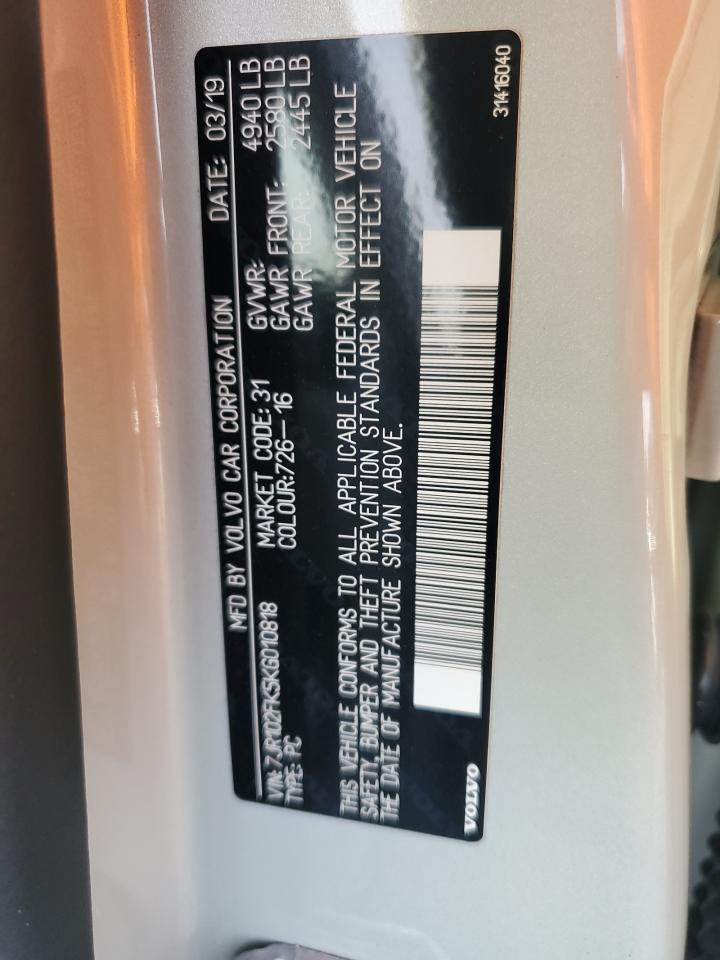 MFD BY VOLVO CAR CORPORATION DATE: 03/19
VIN: 7JR102FK5KG010818 MARKET CODE: 31 GVWR: 4940 LB
TYPE: PC COLOUR:726—16 GAWR FRONT: 2580 LB
GAWR REAR: 2445 LB
THIS VEHICLE CONFORMS TO ALL APPLICABLE FEDERAL MOTOR VEHICLE
SAFETY, BUMPER AND THEFT PREVENTION STANDARDS IN EFFECT ON
THE DATE OF MANUFACTURE SHOWN ABOVE.
VOLVO 31416040